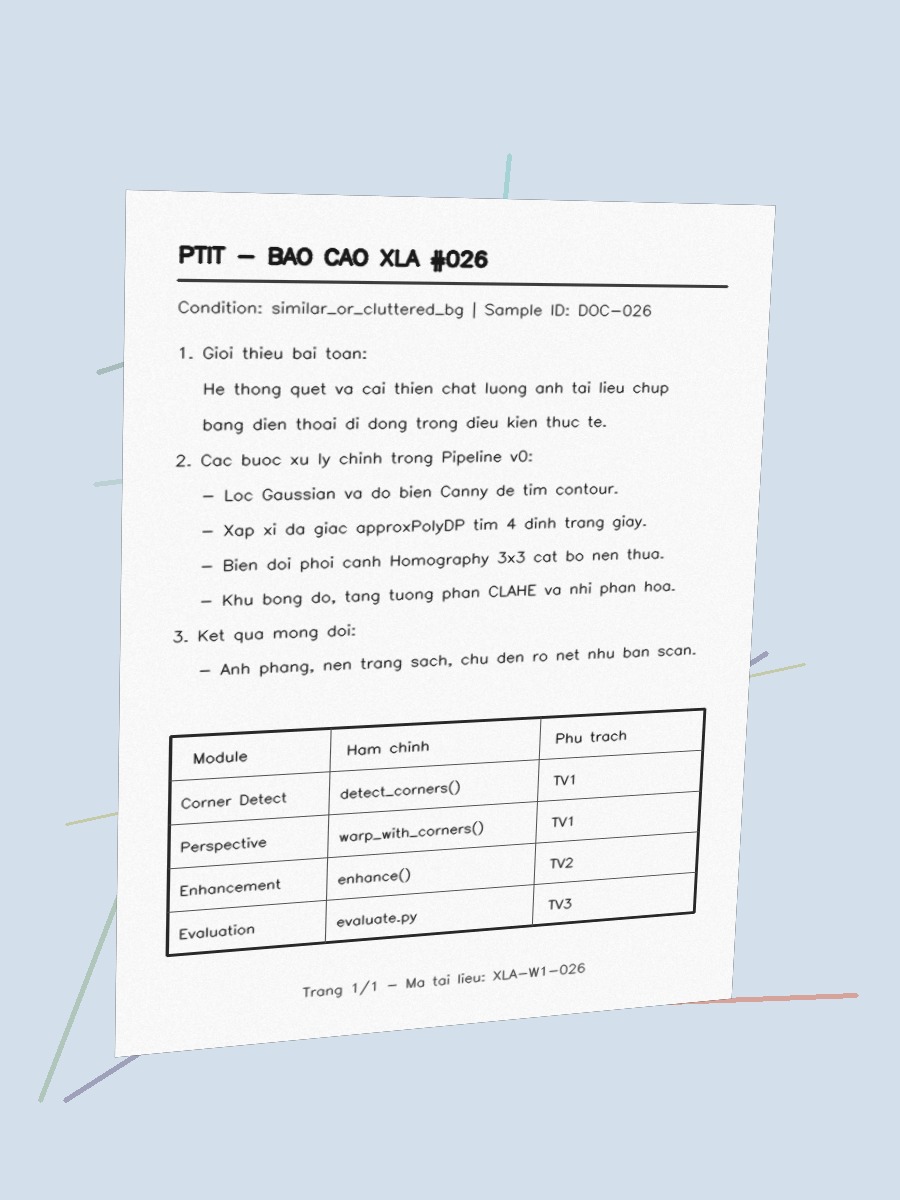 PTIT - BAO CAO XLA #026
Condition: similar_or_cluttered_bg | Sample ID: DOC-026
1. Gioi thieu bai toan:
He thong quet va cai thien chat luong anh tai lieu chup
bang dien thoai di dong trong dieu kien thuc te.
2. Cac buoc xu ly chinh trong Pipeline v0:
- Loc Gaussian va do bien Canny de tim contour.
- Xap xi da giac approxPolyDP tim 4 dinh trang giay.
- Bien doi phoi canh Homography 3x3 cat bo nen thua.
- Khu bong do, tang tuong phan CLAHE va nhi phan hoa.
3. Ket qua mong doi:
- Anh phang, nen trang sach, chu den ro net nhu ban scan.
Module Ham chinh Phu trach
Corner Detect detect_corners() TV1
Perspective warp_with_corners() TV1
Enhancement enhance() TV2
Evaluation evaluate.py TV3
Trang 1/1 - Ma tai lieu: XLA-W1-026